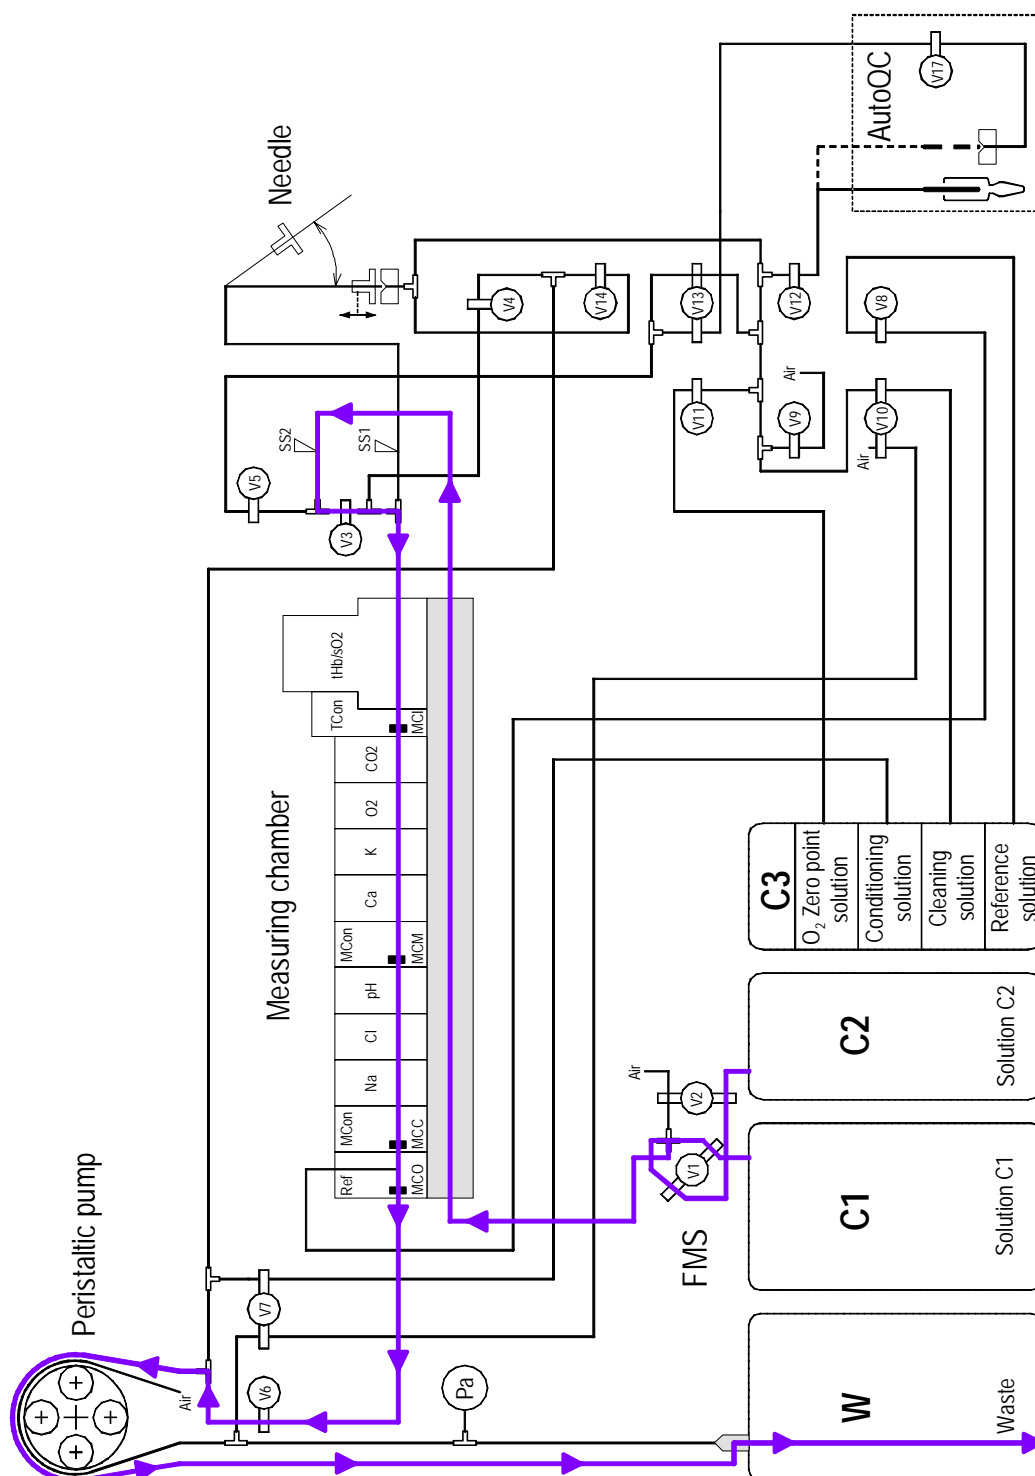 AutoQC
V17
Needle
V4
V14
V13
V12
V8
V11
Air
V9
V10
Air
SS2
SS1
V5
V3
tHb/sO2
TCon
MCI
CO2
O2
K
Ca
MCon
MCM
pH
Cl
Na
MCon
MCC
Ref
MCO
Measuring chamber
C3
O2 Zero point
solution
Conditioning
solution
Cleaning
solution
Reference
solution
C2
Solution C2
C1
Solution C1
W
Waste
Air
V2
V1
FMS
Peristaltic pump
V7
V6
Air
Pa